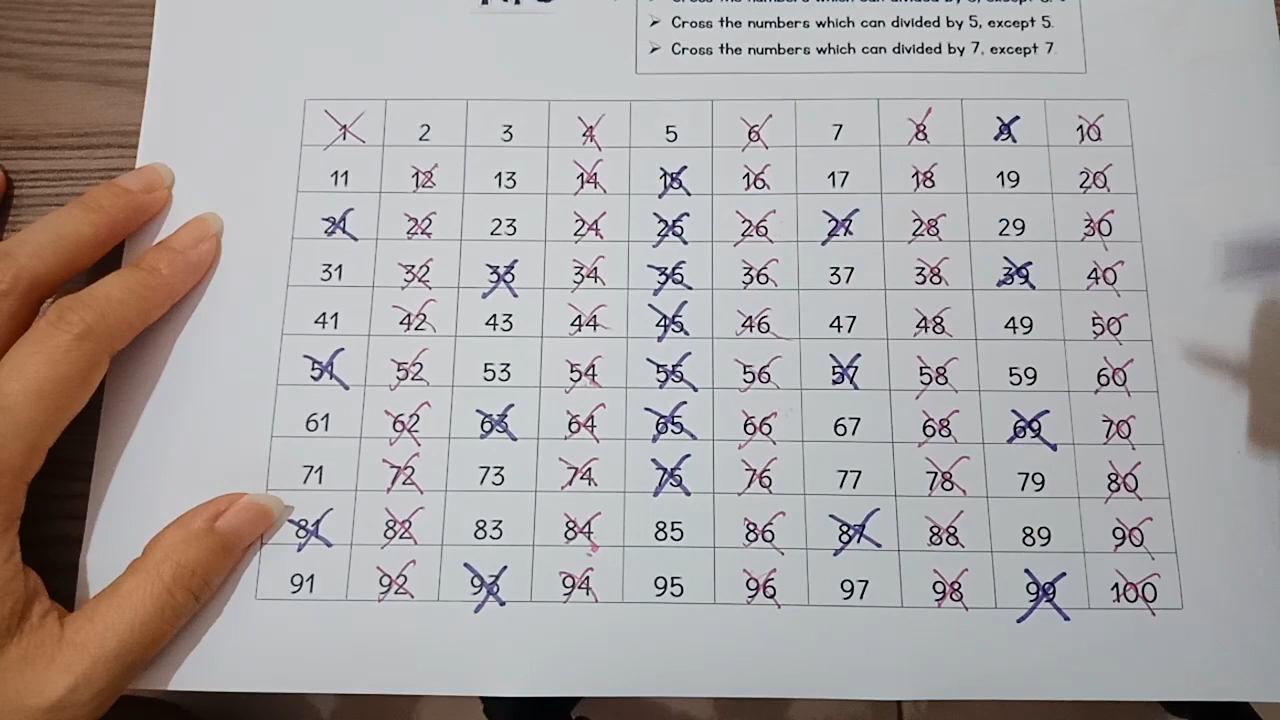 Cross the numbers which can divided by 5, except 5.
Cross the numbers which can divided by 7, except 7.
1 2 3 4 5 6 7 8 9 10
11 12 13 14 15 16 17 18 19 20
21 22 23 24 25 26 27 28 29 30
31 32 33 34 35 36 37 38 39 40
41 42 43 44 45 46 47 48 49 50
51 52 53 54 55 56 57 58 59 60
61 62 63 64 65 66 67 68 69 70
71 72 73 74 75 76 77 78 79 80
81 82 83 84 85 86 87 88 89 90
91 92 93 94 95 96 97 98 99 100